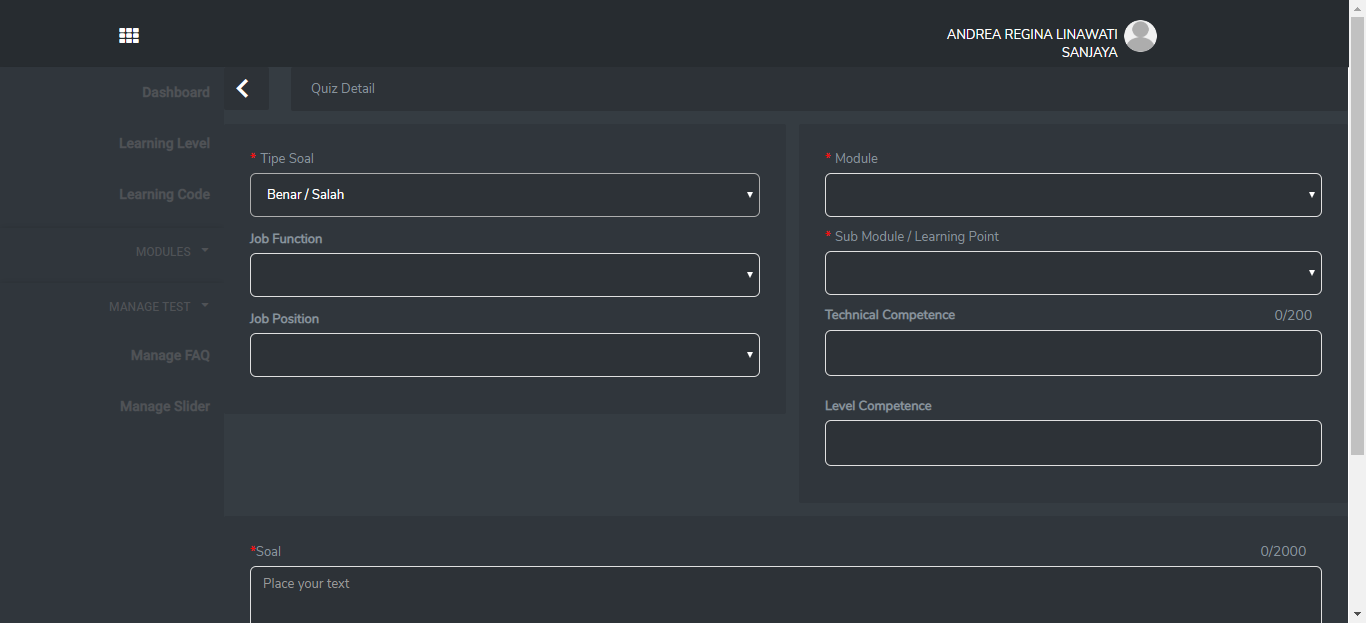 ANDREA REGINA LINAWATI
SANJAYA
Dashboard
Learning Level
Learning Code
MODULES
MANAGE TEST
Manage FAQ
Manage Slider
Quiz Detail
* Tipe Soal
Benar / Salah
Job Function
Job Position
* Module
* Sub Module / Learning Point
Technical Competence 0/200
Level Competence
*Soal 0/2000
Place your text